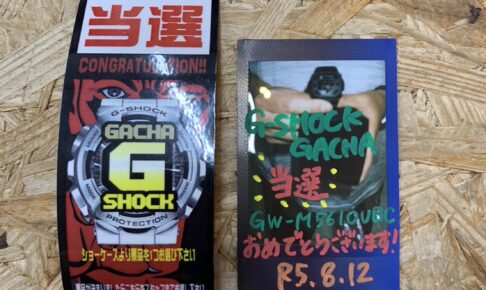 当選
CONGRATULATION!!
G-SHOCK
GACHA
G
SHOCK
PROTECTION
ショーケースより景品を1つお選び下さい
G-SHOCK
GACHA
当選
GW-M5610UBC
おめでとうございます!
R5.8.12